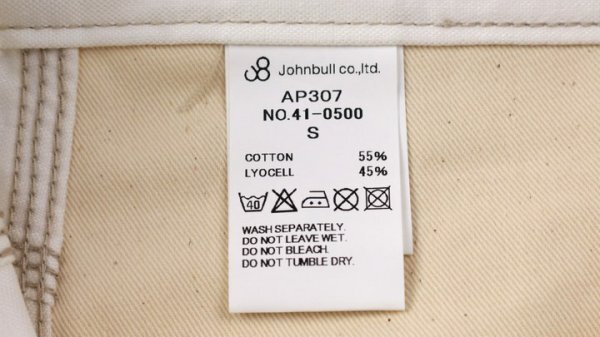 Johnbull co.,ltd.
AP307
NO.41-0500
S
COTTON 55%
LYOCELL 45%
40
WASH SEPARATELY.
DO NOT LEAVE WET.
DO NOT BLEACH.
DO NOT TUMBLE DRY.